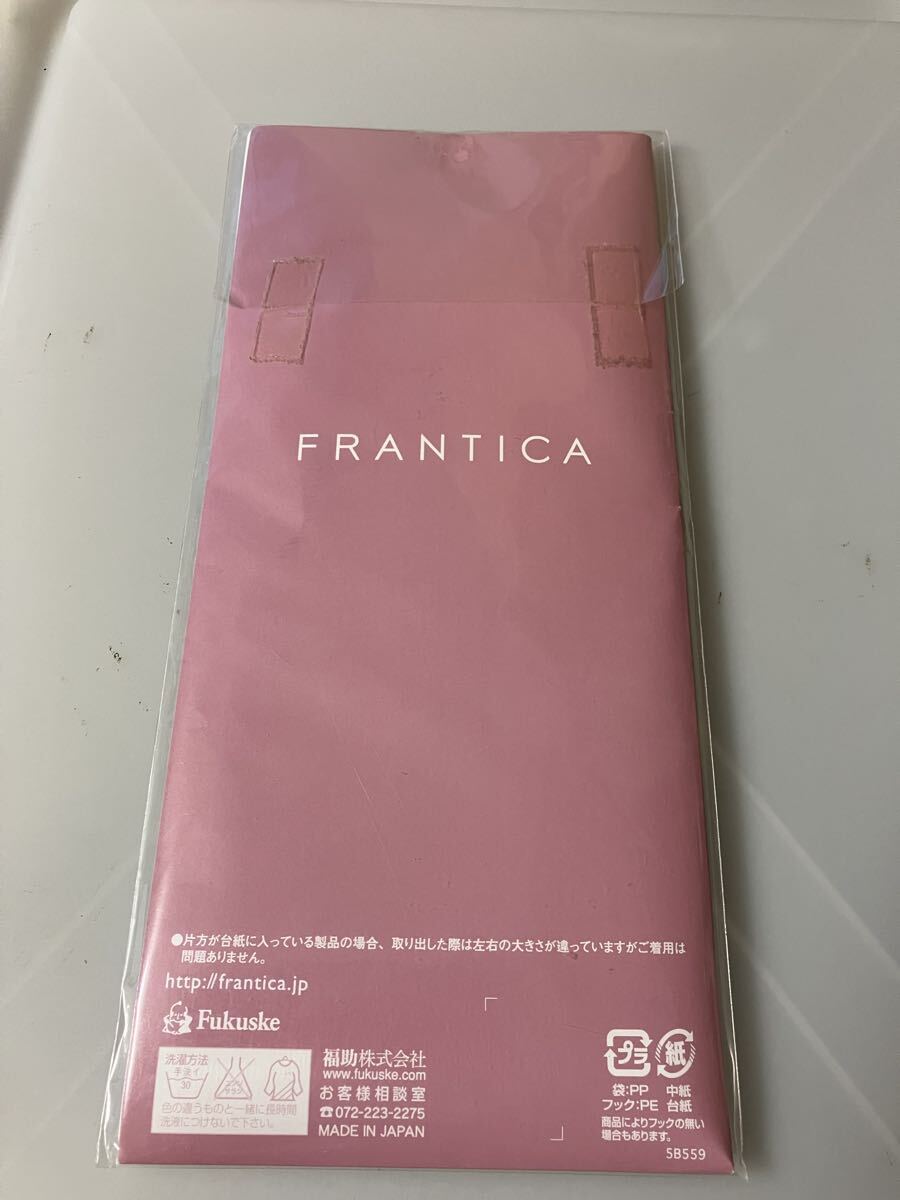 FRANTICA
●片方が台紙に入っている製品の場合、取り出した際は左右の大きさが違っていますがご着用は
問題ありません。
http://frantica.jp
Fukuske
洗濯方法
手洗イ
30
色の違うものと一緒に長時間
洗液につけないで下さい。
福助株式会社
www.fukuske.com
お客様相談室
☎072-223-2275
MADE IN JAPAN
プラ
紙
袋:PP
中紙
フック:PE
台紙
商品によりフックの無い
場合もあります。
5B559